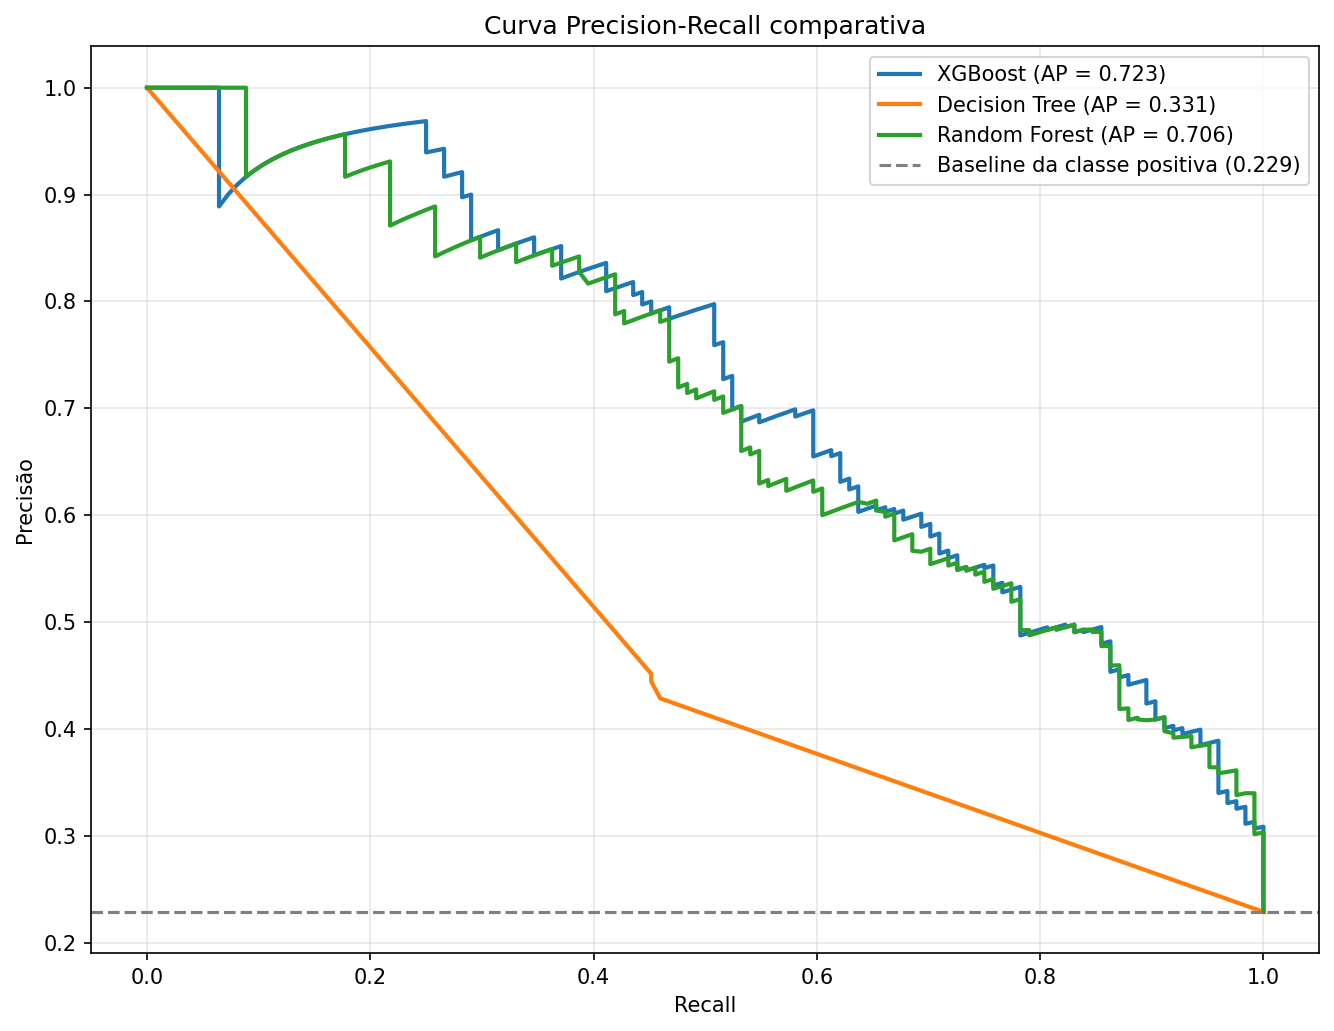 Curva Precision-Recall comparativa
XGBoost (AP = 0.723)
Decision Tree (AP = 0.331)
Random Forest (AP = 0.706)
Baseline da classe positiva (0.229)
1.0
0.9
0.8
0.7
0.6
0.5
0.4
0.3
0.2
Precisão
0.0
0.2
0.4
0.6
0.8
1.0
Recall